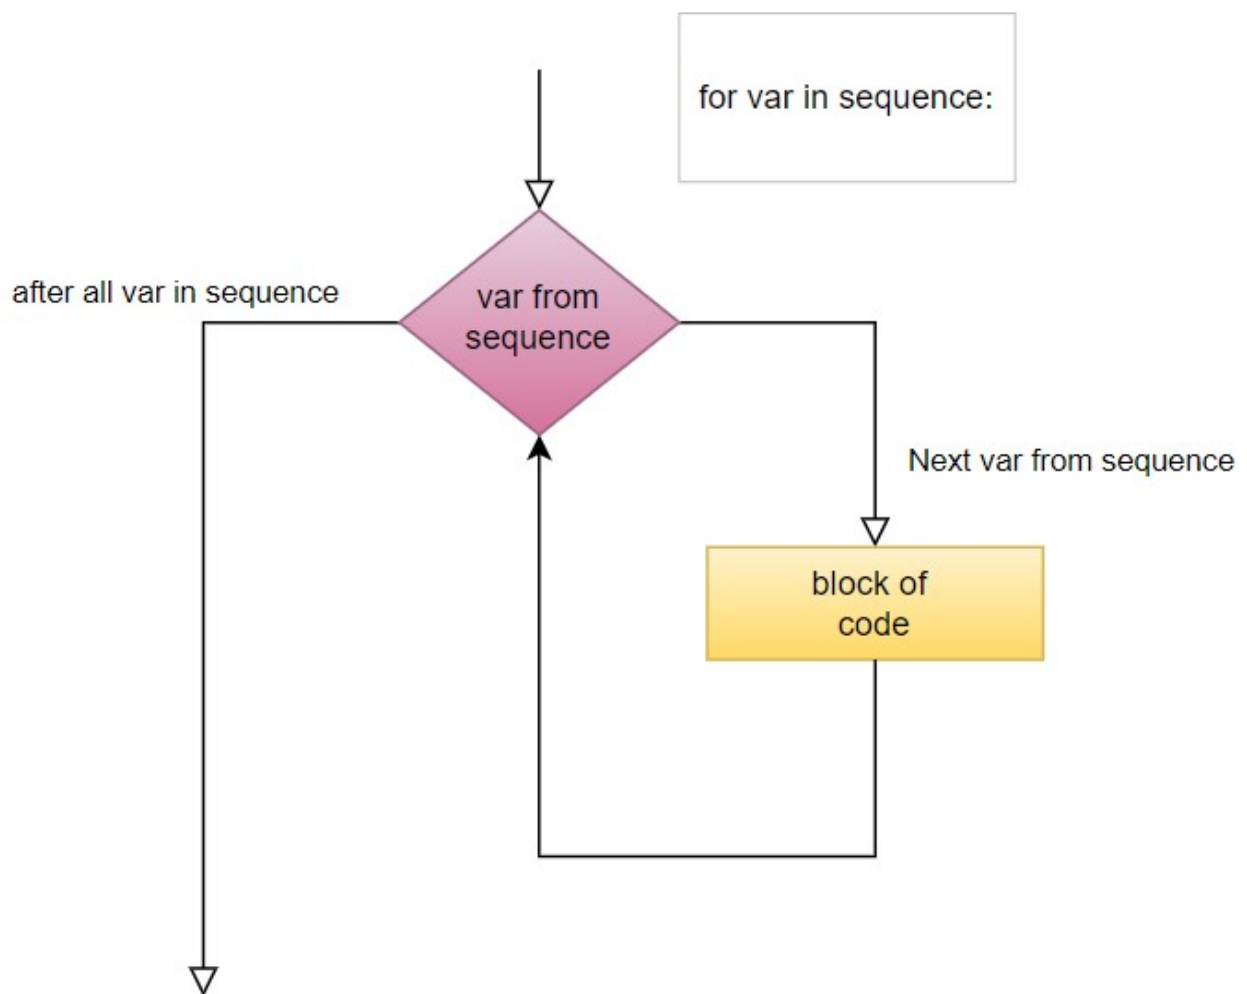 for var in sequence:
after all var in sequence
var from
sequence
Next var from sequence
block of
code